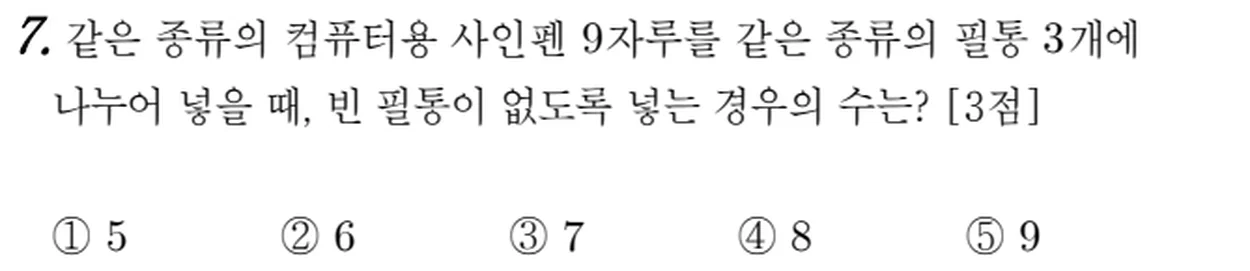 7. 같은 종류의 컴퓨터용 사인펜 9자루를 같은 종류의 필통 3개에
나누어 넣을 때, 빈 필통이 없도록 넣는 경우의 수는? [3점]
① 5 ② 6 ③ 7 ④ 8 ⑤ 9